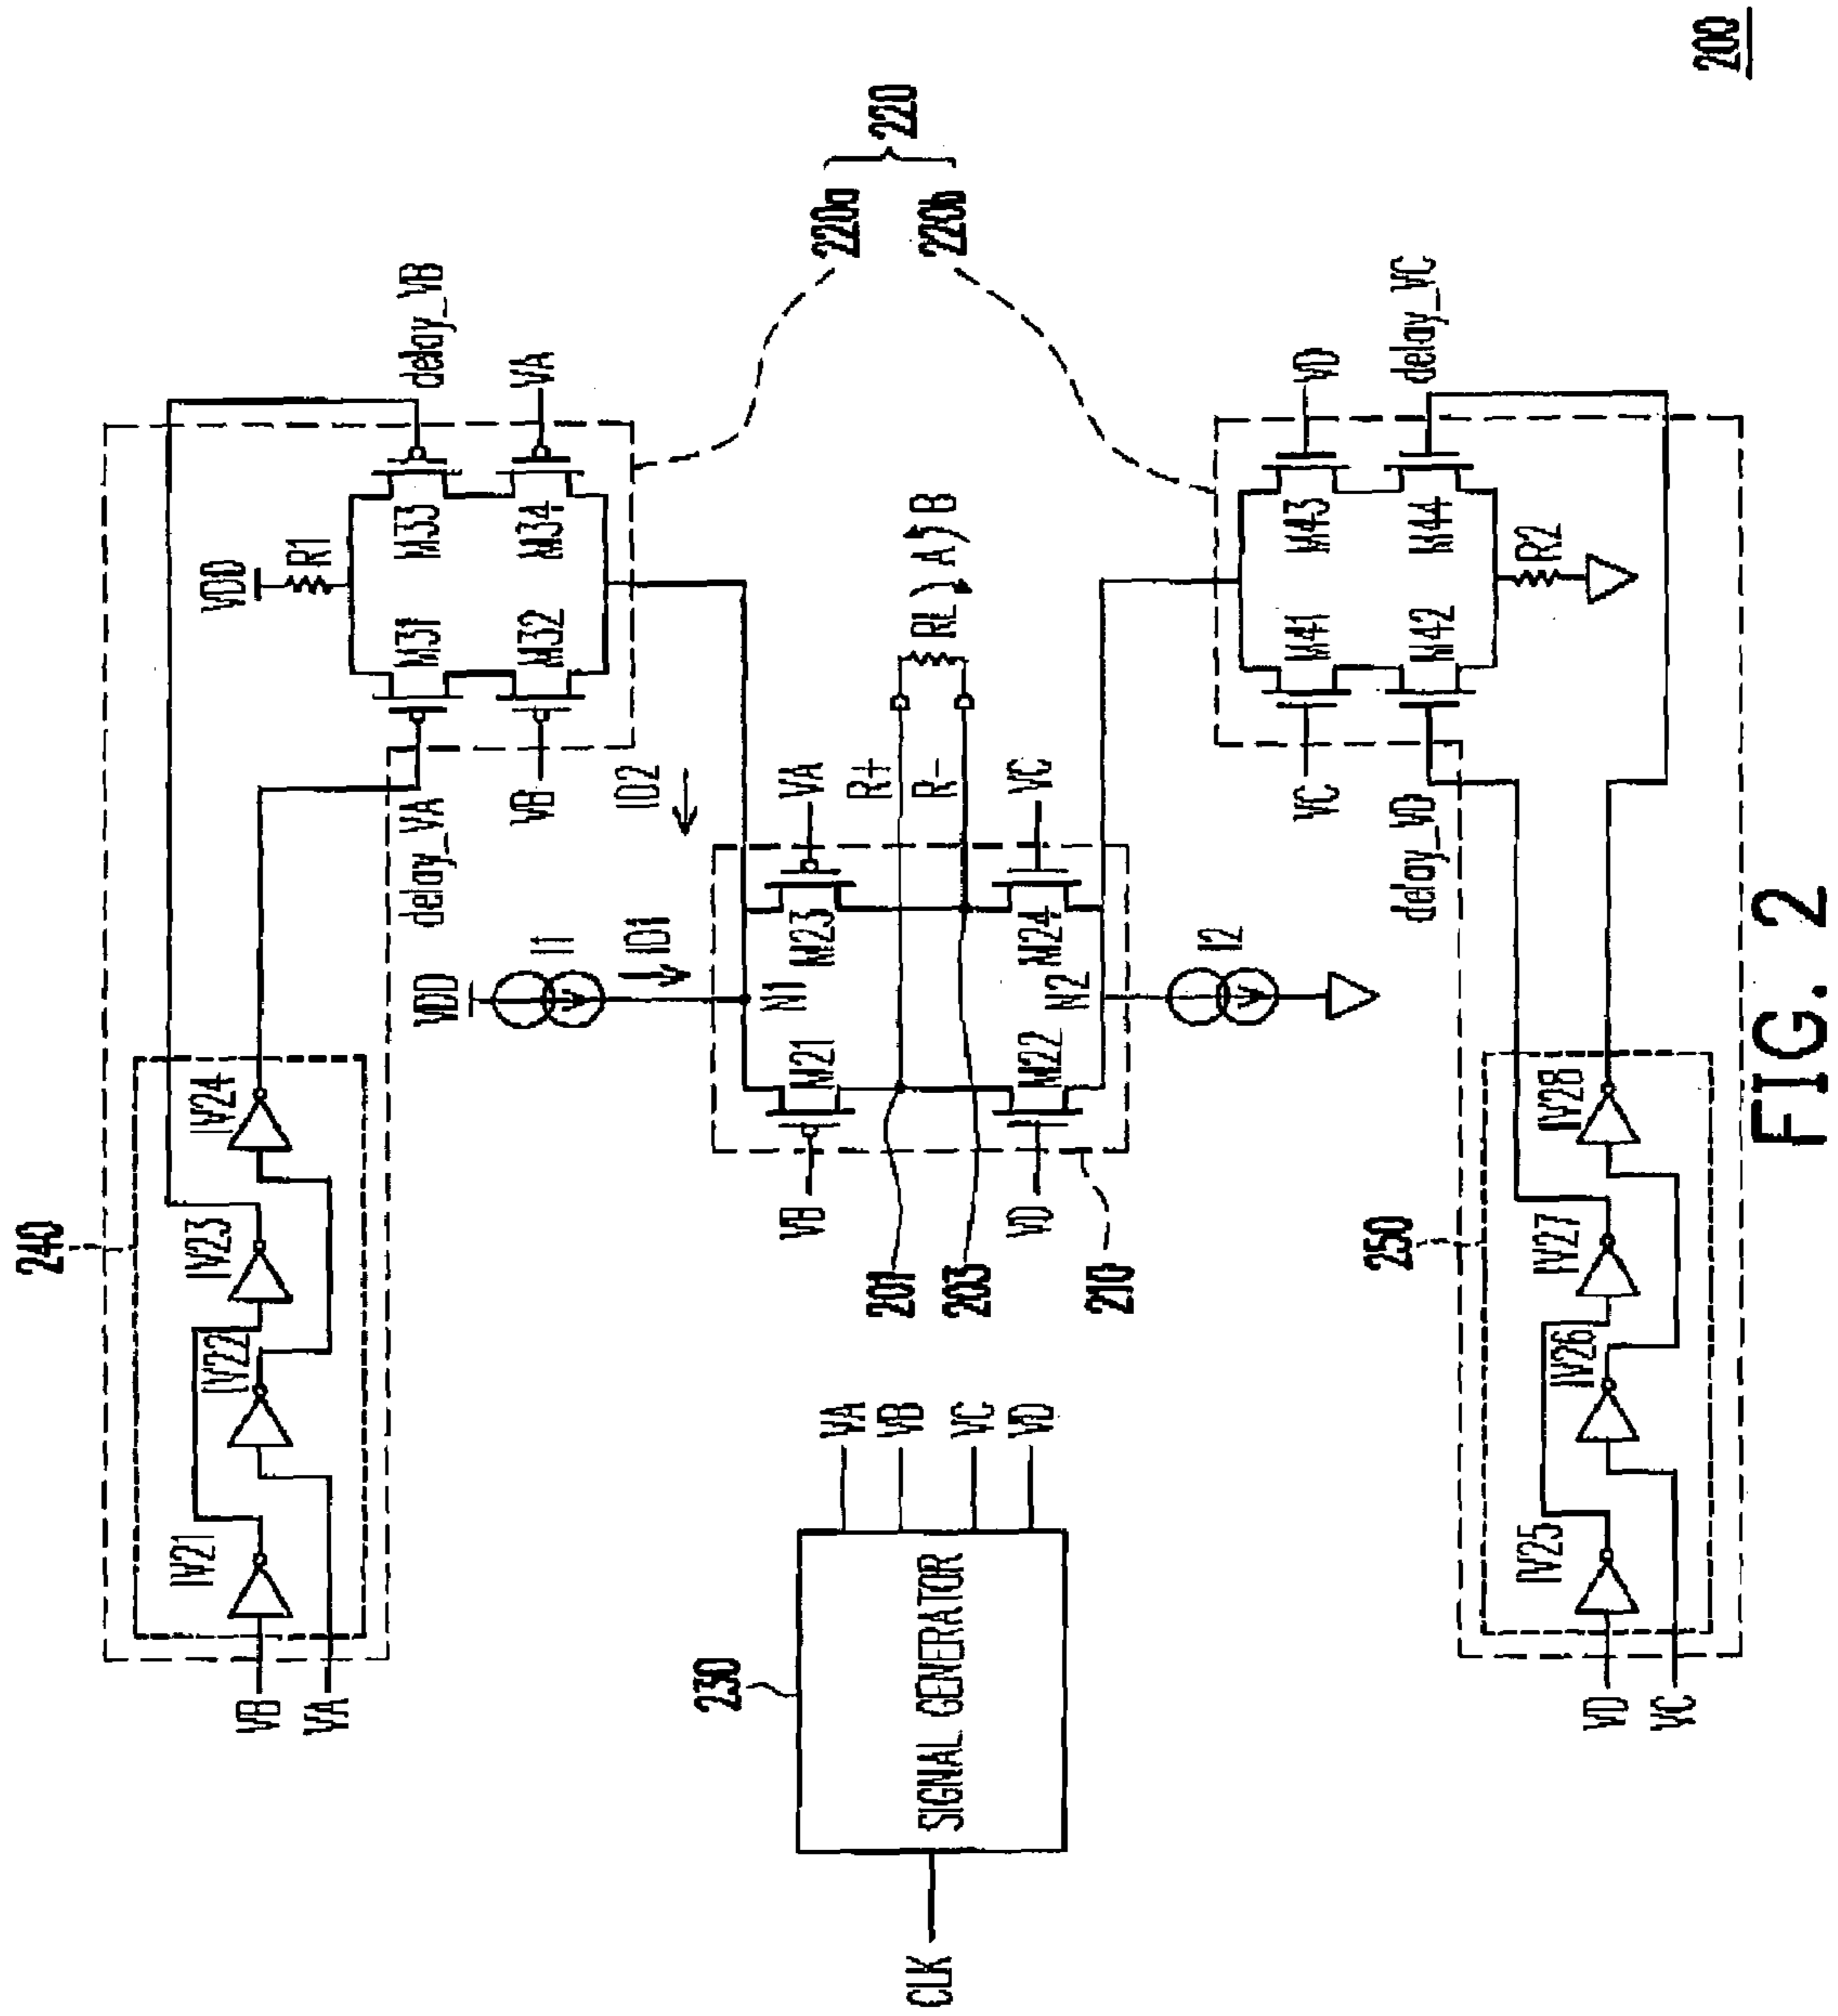 200
240
VB
VA
IV21
IV22
IV23
IV24
VDD
R1
M31
M33
M32
M34
delay_VA
VB
delay_VB
VA
220a
220b
220
VDD
I1
ID1
ID2
N1
VB
M21
M23
VA
R+
R-
RL
A
B
VD
M22
M24
VC
N2
I2
201
203
210
CLK
230
SIGNAL GENERATOR
VA
VB
VC
VD
VC
M41
M43
VD
delay_VD
M42
M44
delay_VC
R2
250
VD
VC
IV25
IV26
IV27
IV28
FIG. 2